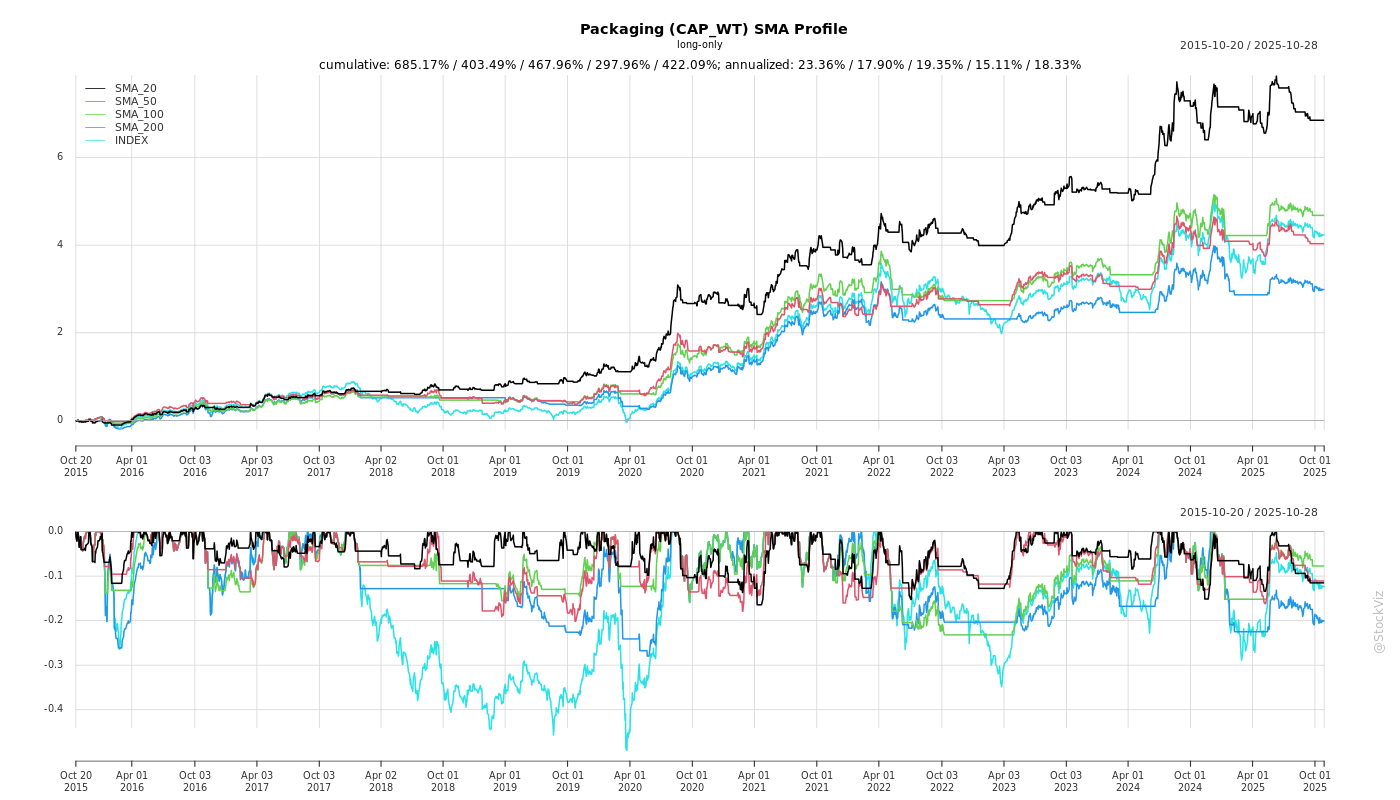 Packaging (CAP_WT) SMA Profile
long-only
2015-10-20 / 2025-10-28
cumulative: 685.17% / 403.49% / 467.96% / 297.96% / 422.09%; annualized: 23.36% / 17.90% / 19.35% / 15.11% / 18.33%
SMA_20
SMA_50
SMA_100
SMA_200
INDEX
6
4
2
0
Oct 20 Apr 01 Oct 03 Apr 03 Oct 03 Apr 02 Oct 01 Apr 01 Oct 01 Apr 01 Oct 01 Apr 01 Oct 01 Apr 01 Oct 03 Apr 03 Oct 03 Apr 01 Oct 01 Apr 01 Oct 01
2015 2016 2016 2017 2017 2018 2018 2019 2019 2020 2020 2021 2021 2022 2022 2023 2023 2024 2024 2025 2025
2015-10-20 / 2025-10-28
0.0
-0.1
-0.2
-0.3
-0.4
Oct 20 Apr 01 Oct 03 Apr 03 Oct 03 Apr 02 Oct 01 Apr 01 Oct 01 Apr 01 Oct 01 Apr 01 Oct 01 Apr 01 Oct 03 Apr 03 Oct 03 Apr 01 Oct 01 Apr 01 Oct 01
2015 2016 2016 2017 2017 2018 2018 2019 2019 2020 2020 2021 2021 2022 2022 2023 2023 2024 2024 2025 2025
@StockViz